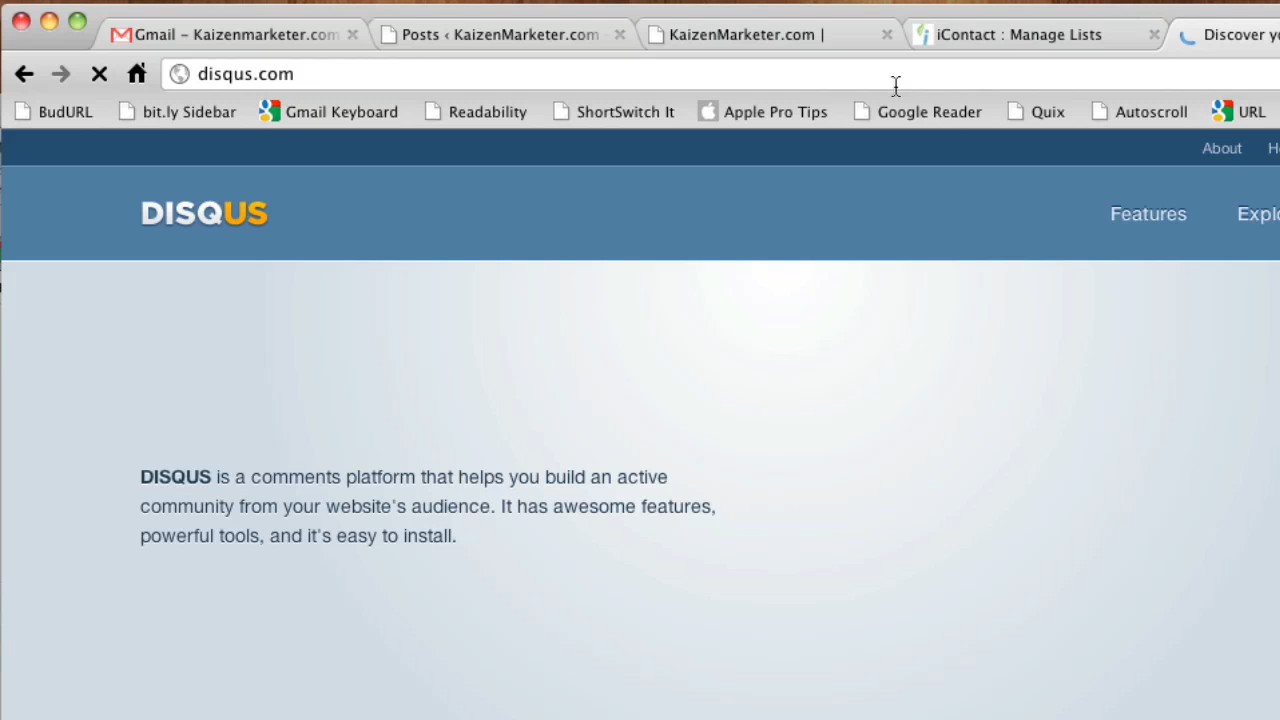 Gmail – Kaizenmarketer.com
Posts ‹ KaizenMarketer.com
KaizenMarketer.com |
iContact : Manage Lists
Discover
disqus.com
BudURL
bit.ly Sidebar
Gmail Keyboard
Readability
ShortSwitch It
Apple Pro Tips
Google Reader
Quix
Autoscroll
URL
About
DISQUS
Features
DISQUS is a comments platform that helps you build an active
community from your website's audience. It has awesome features,
powerful tools, and it's easy to install.